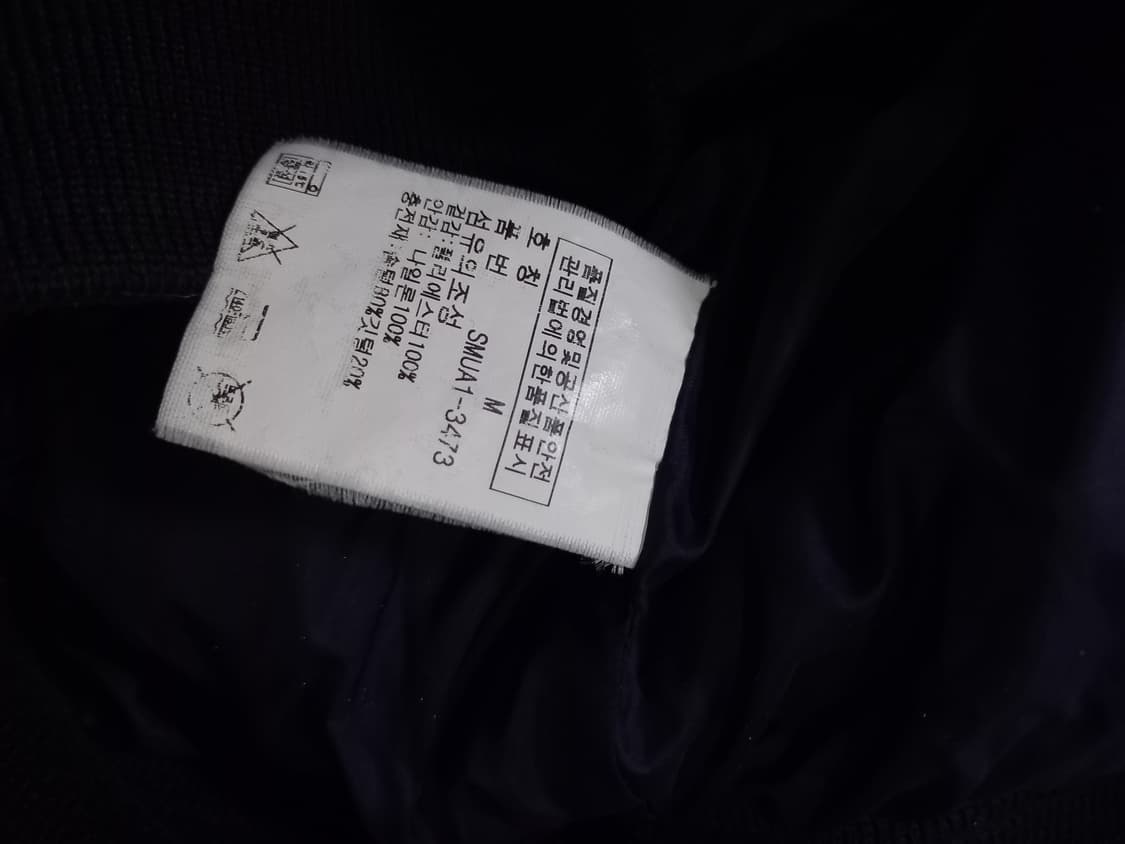 품질경영및공산품안전
관리법에의한품질표시
호 칭 M
품 번 SMUA1-3473
섬유의조성
겉감:폴리에스터100%
안감:나일론100%
충전재:솜털80%깃털20%